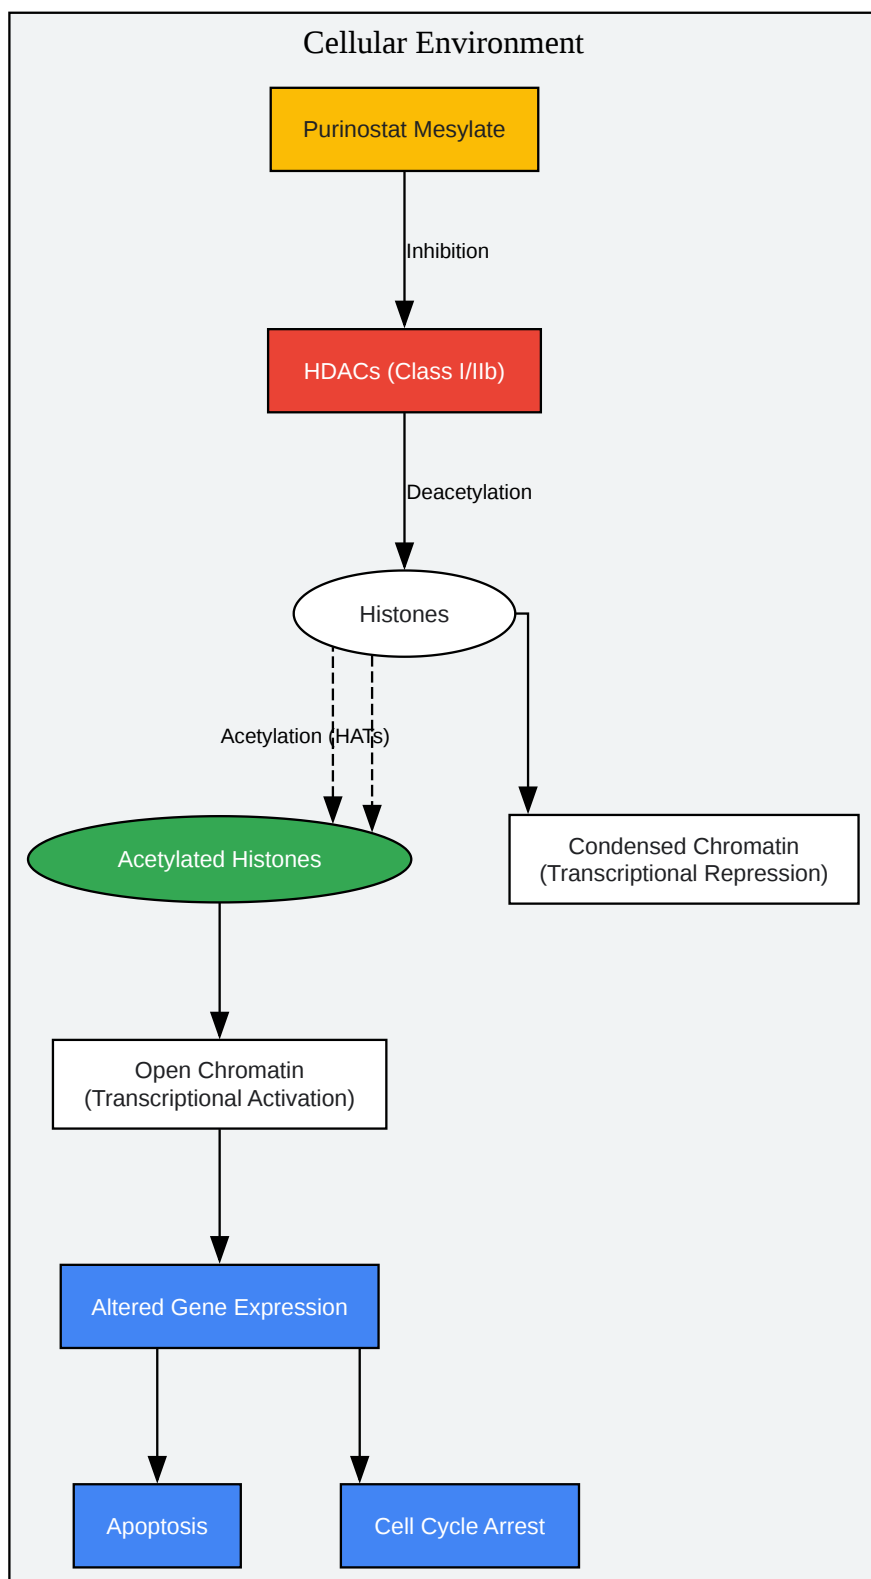 Cellular Environment
Purinostat Mesylate
Inhibition
HDACs (Class I/IIb)
Deacetylation
Histones
Acetylation (HATs)
Acetylated Histones
Condensed Chromatin
(Transcriptional Repression)
Open Chromatin
(Transcriptional Activation)
Altered Gene Expression
Apoptosis
Cell Cycle Arrest